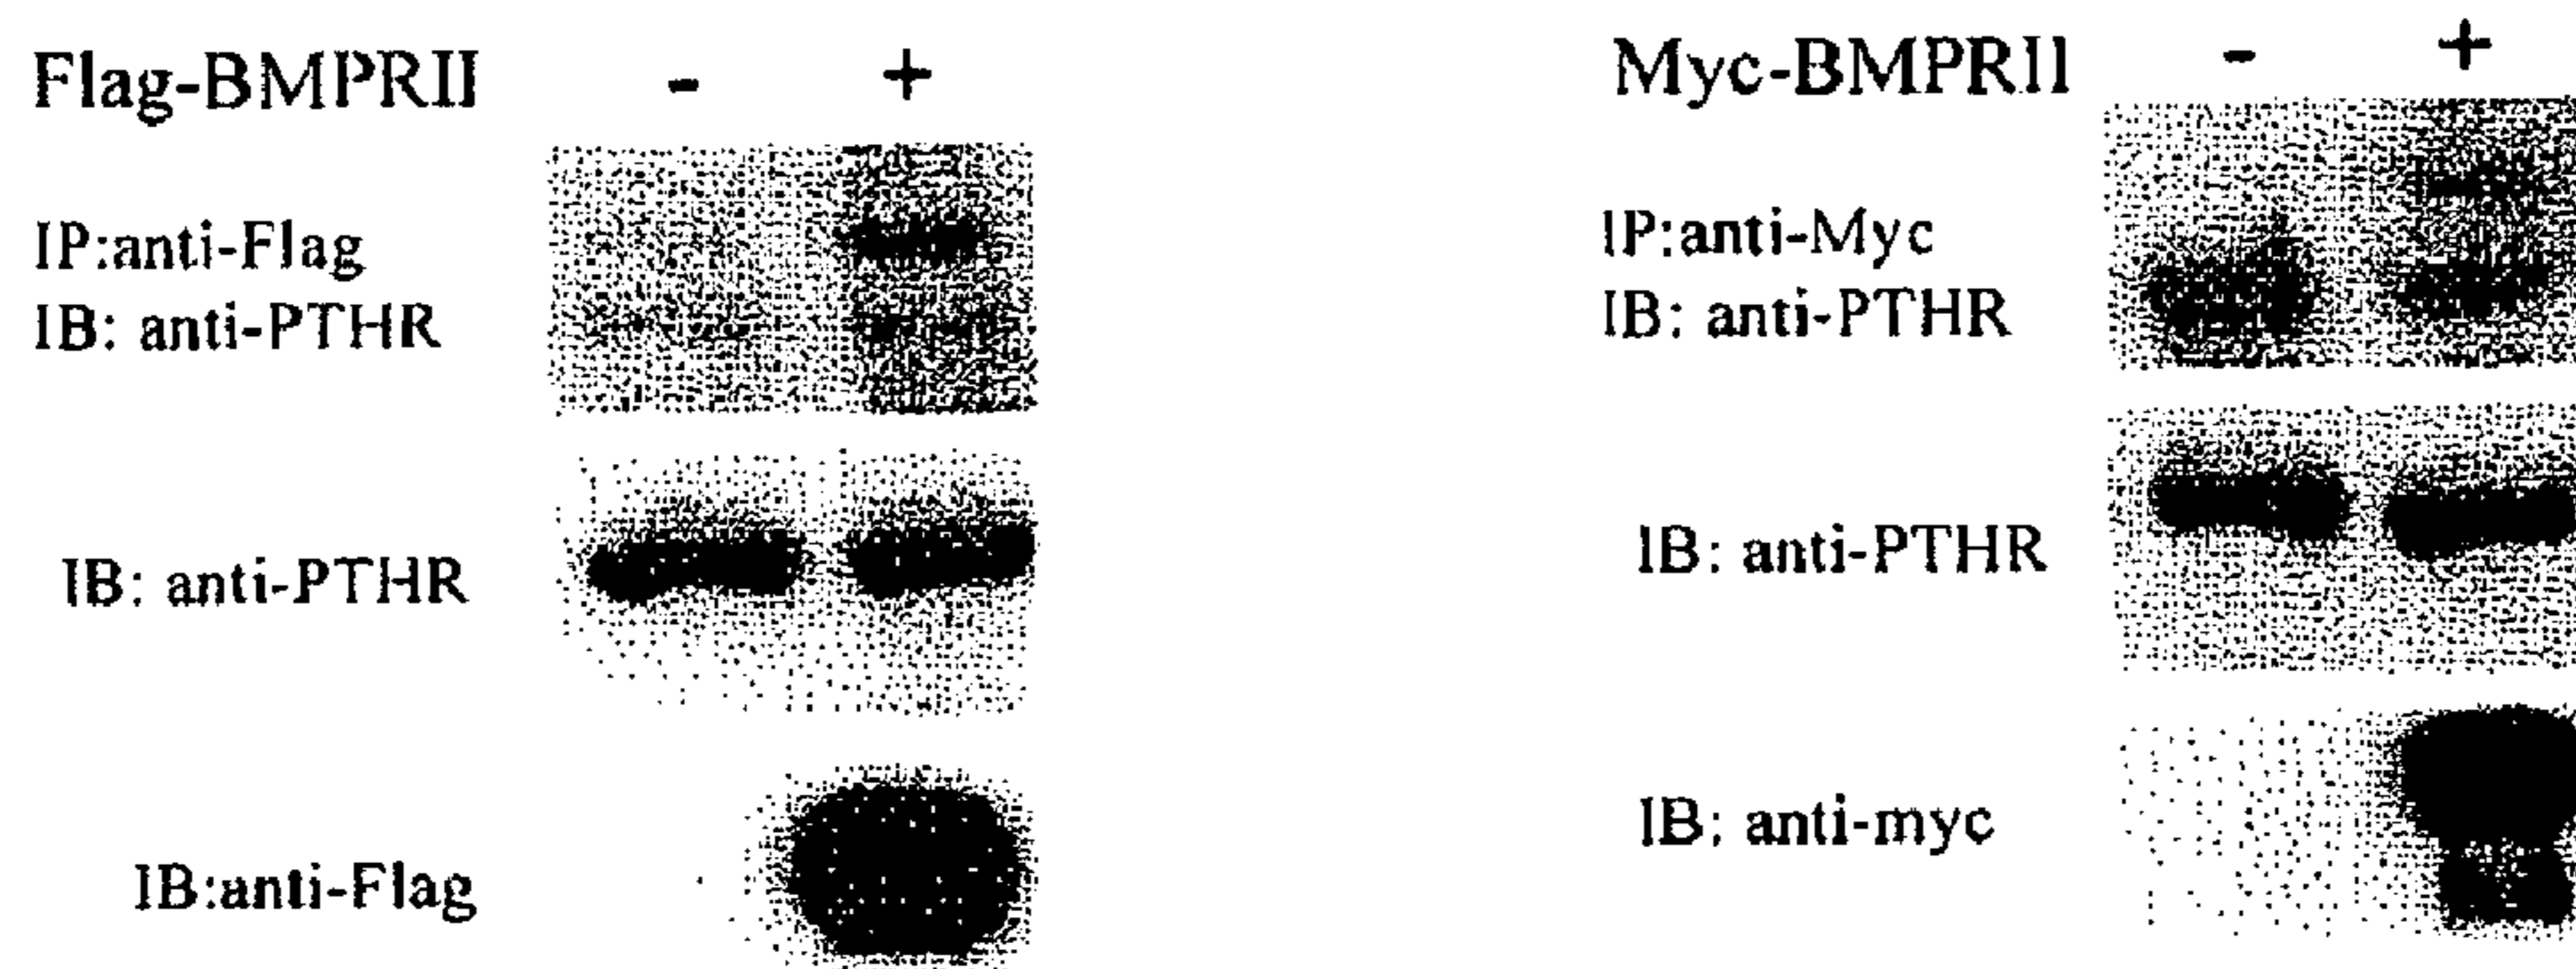 Flag-BMPRII - +
IP:anti-Flag
IB: anti-PTHR
IB: anti-PTHR
IB:anti-Flag
Myc-BMPRII - +
IP:anti-Myc
IB: anti-PTHR
IB: anti-PTHR
IB: anti-myc